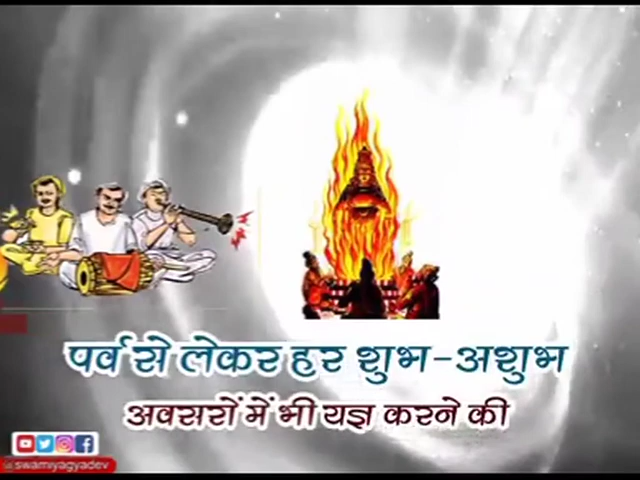 पर्व से लेकर हर शुभ-अशुभ
अवसरों में भी यज्ञ करने की
@swamiyagyadev